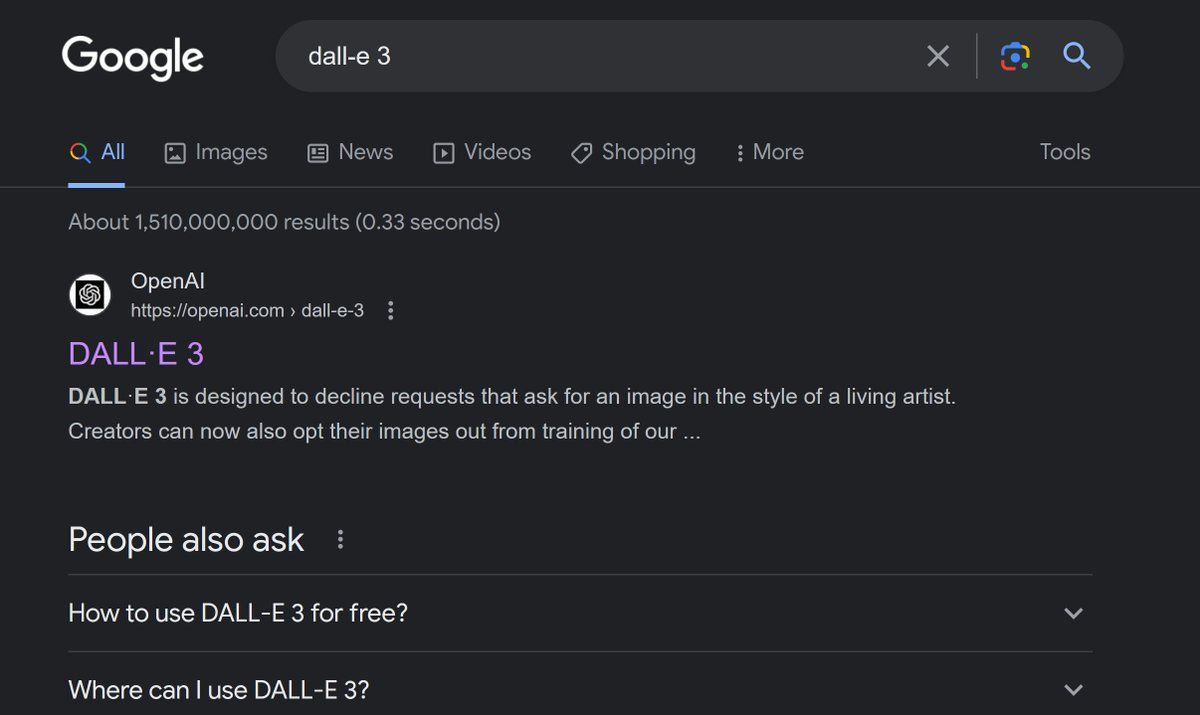 Google
dall-e 3
All Images News Videos Shopping More Tools
About 1,510,000,000 results (0.33 seconds)
OpenAI
https://openai.com › dall-e-3
DALL·E 3
DALL·E 3 is designed to decline requests that ask for an image in the style of a living artist.
Creators can now also opt their images out from training of our ...
People also ask
How to use DALL-E 3 for free?
Where can I use DALL-E 3?